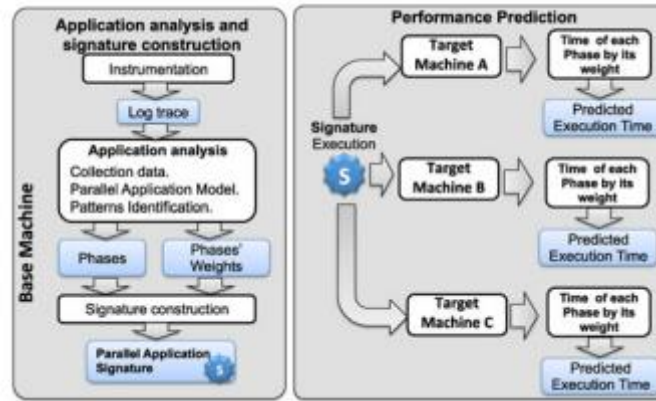 Application analysis and
signature construction
Instrumentation
Log trace
Application analysis
Collection data.
Parallel Application Model.
Patterns Identification.
Phases
Phases'
Weights
Signature construction
Parallel Application
Signature
S
Base Machine
Performance Prediction
Signature
Execution
S
Target
Machine A
Time of each
Phase by its
weight
Predicted
Execution Time
Target
Machine B
Time of each
Phase by its
weight
Predicted
Execution Time
Target
Machine C
Time of each
Phase by its
weight
Predicted
Execution Time